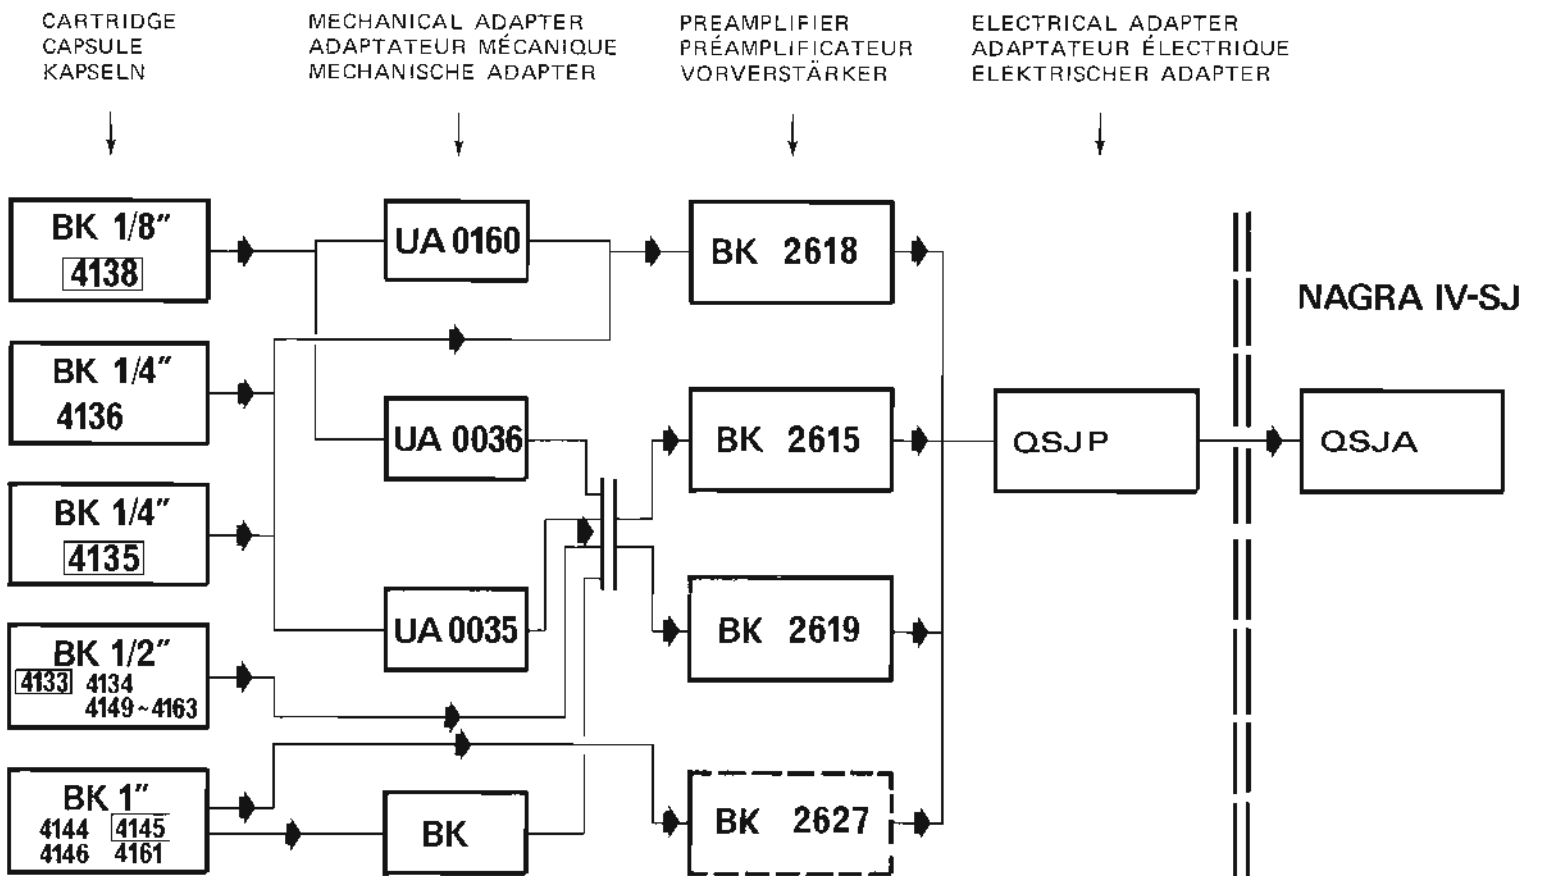 CARTRIDGE
CAPSULE
KAPSELN
MECHANICAL ADAPTER
ADAPTATEUR MÉCANIQUE
MECHANISCHE ADAPTER
PREAMPLIFIER
PRÉAMPLIFICATEUR
VORVERSTÄRKER
ELECTRICAL ADAPTER
ADAPTATEUR ÉLECTRIQUE
ELEKTRISCHER ADAPTER
BK 1/8"
4138
UA 0160
BK 2618
NAGRA IV-SJ
BK 1/4"
4136
UA 0036
BK 2615
QSJP
QSJA
BK 1/4"
4135
UA 0035
BK 2619
BK 1/2"
4133 4134
4149~4163
BK 1"
4144 4145
4146 4161
BK
BK 2627